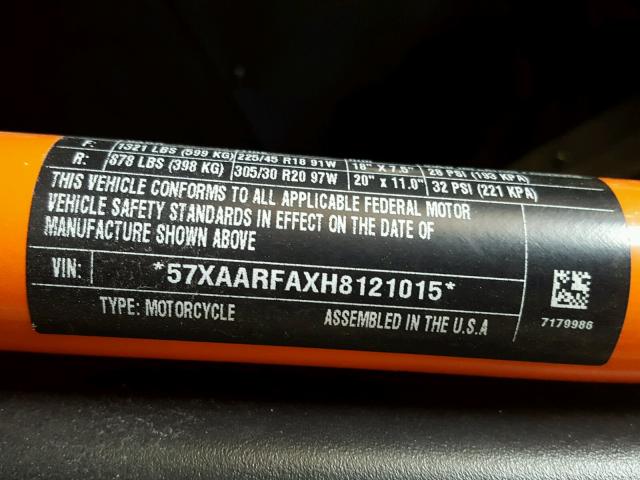 F: 1321 LBS (599 KG) 225/45 R18 91W 18" X 7.5" 28 PSI (193 KPA)
R: 878 LBS (398 KG) 305/30 R20 97W 20" X 11.0" 32 PSI (221 KPA)
THIS VEHICLE CONFORMS TO ALL APPLICABLE FEDERAL MOTOR
VEHICLE SAFETY STANDARDS IN EFFECT ON THE DATE OF
MANUFACTURE SHOWN ABOVE
VIN: *57XAARFAXH8121015*
TYPE: MOTORCYCLE ASSEMBLED IN THE U.S.A
7179986